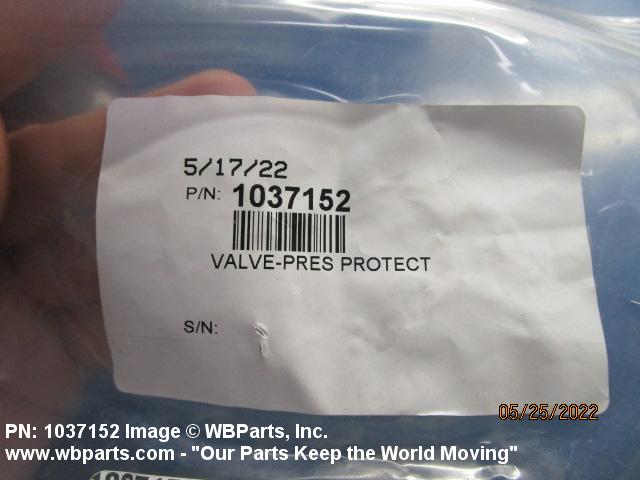 5/17/22
P/N: 1037152
VALVE-PRES PROTECT
S/N:
05/25/2022
PN: 1037152 Image © WBParts, Inc.
www.wbparts.com - "Our Parts Keep the World Moving"